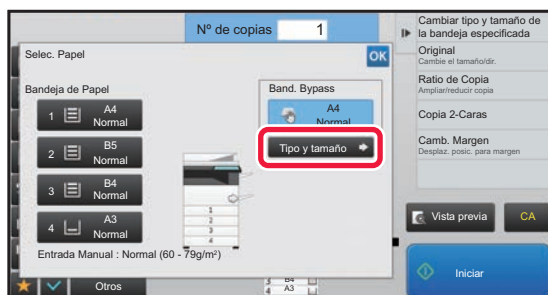 Nº de copias 1
Selec. Papel
OK
Bandeja de Papel
1 A4
Normal
2 B5
Normal
3 B4
Normal
4 A3
Normal
Band. Bypass
A4
Normal
Tipo y tamaño
1
2
3
4
Entrada Manual : Normal (60 - 79g/m²)
Otros
3 B4
4 A3
Cambiar tipo y tamaño de
la bandeja especificada
Original
Cambie el tamaño/dir.
Ratio de Copia
Ampliar/reducir copia
Copia 2-Caras
Camb. Margen
Desplaz. posic. para margen
Vista previa
CA
Iniciar